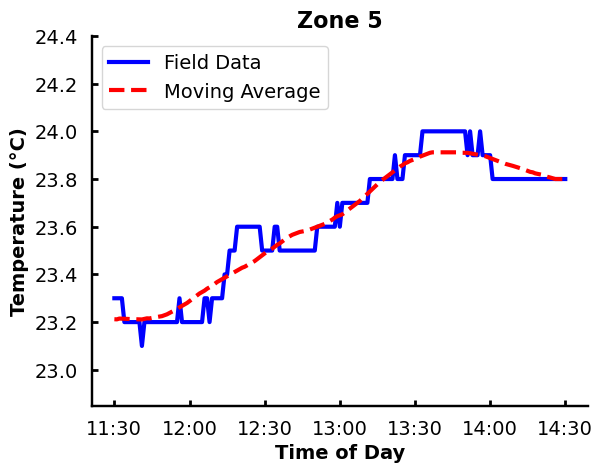 Zone 5
24.4
24.2
24.0
23.8
23.6
23.4
23.2
23.0
Temperature (°C)
Field Data
Moving Average
11:30 12:00 12:30 13:00 13:30 14:00 14:30
Time of Day